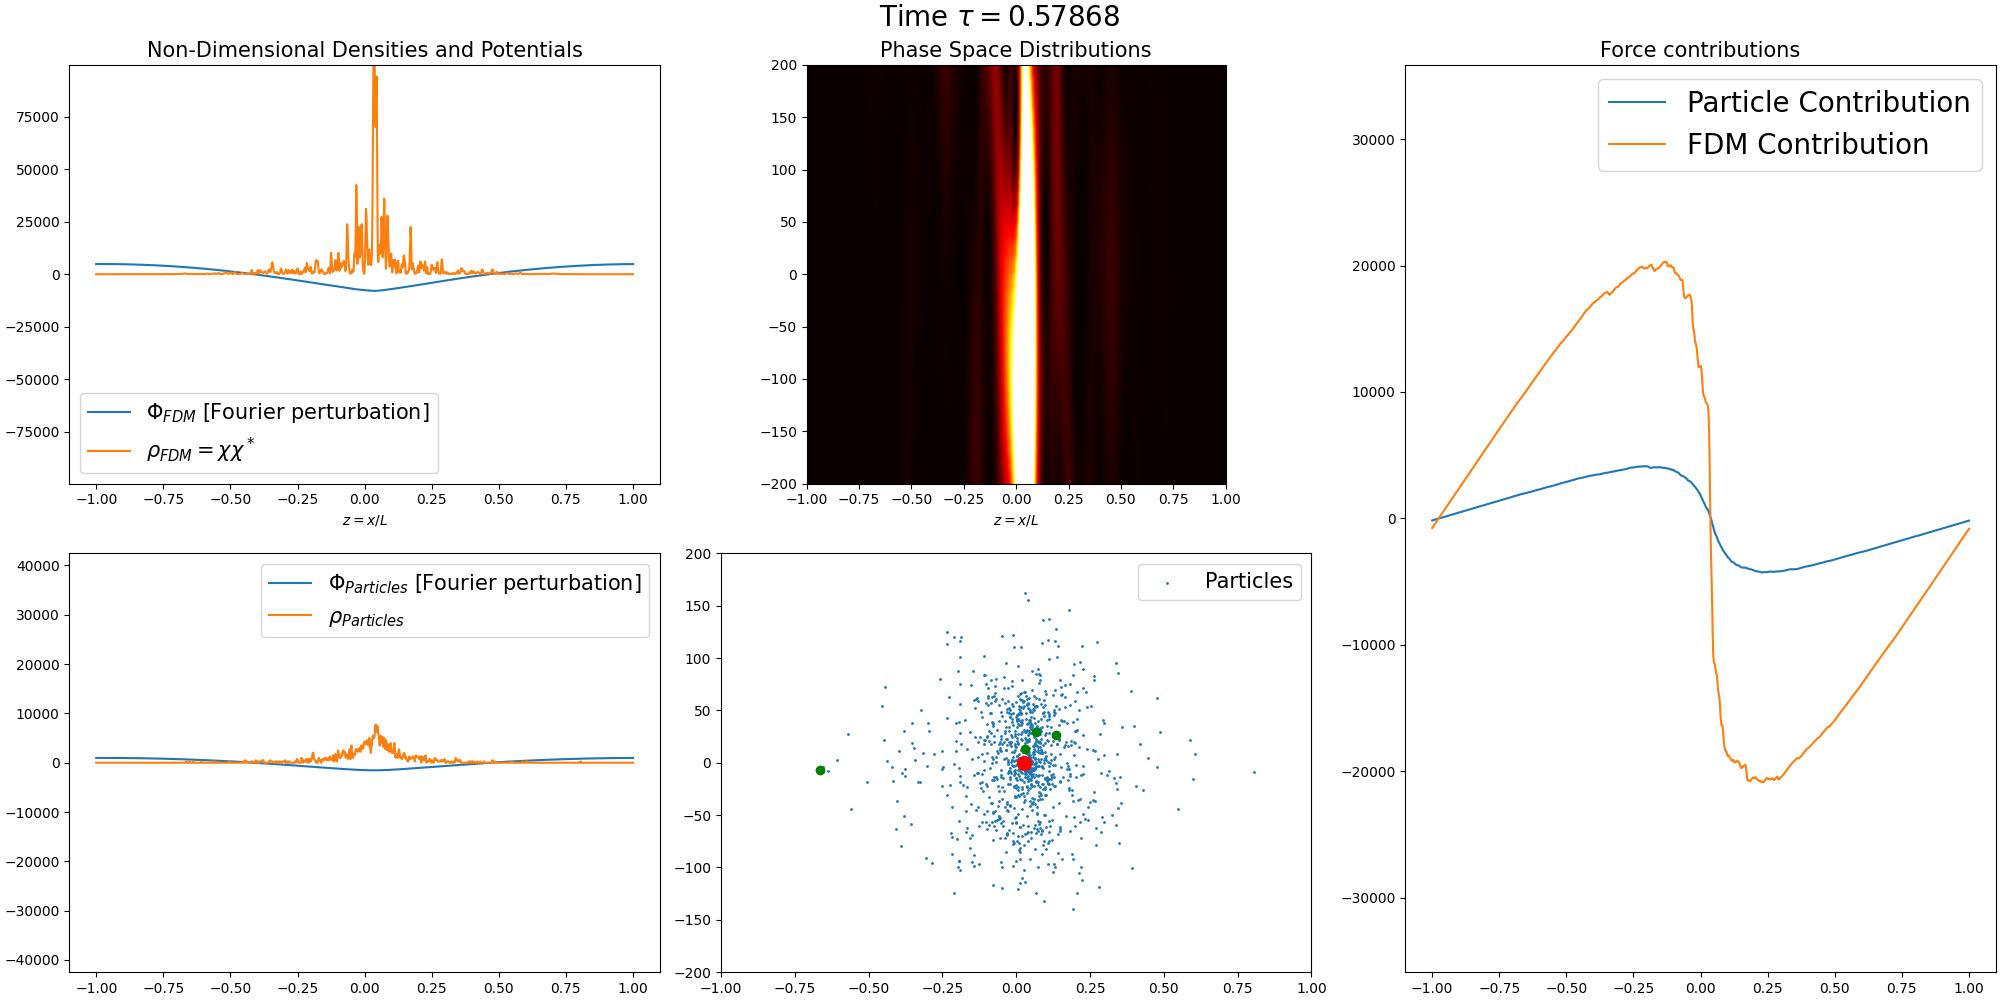 Time τ = 0.57868
Non-Dimensional Densities and Potentials
75000
50000
25000
0
−25000
−50000
−75000
Φ_FDM [Fourier perturbation]
ρ_FDM = χχ*
−1.00 −0.75 −0.50 −0.25 0.00 0.25 0.50 0.75 1.00
z = x/L
Phase Space Distributions
200
150
100
50
0
−50
−100
−150
−200
−1.00 −0.75 −0.50 −0.25 0.00 0.25 0.50 0.75 1.00
z = x/L
Force contributions
Particle Contribution
FDM Contribution
30000
20000
10000
0
−10000
−20000
−30000
−1.00 −0.75 −0.50 −0.25 0.00 0.25 0.50 0.75 1.00
40000
30000
20000
10000
0
−10000
−20000
−30000
−40000
Φ_Particles [Fourier perturbation]
ρ_Particles
−1.00 −0.75 −0.50 −0.25 0.00 0.25 0.50 0.75 1.00
200
150
100
50
0
−50
−100
−150
−200
Particles
−1.00 −0.75 −0.50 −0.25 0.00 0.25 0.50 0.75 1.00